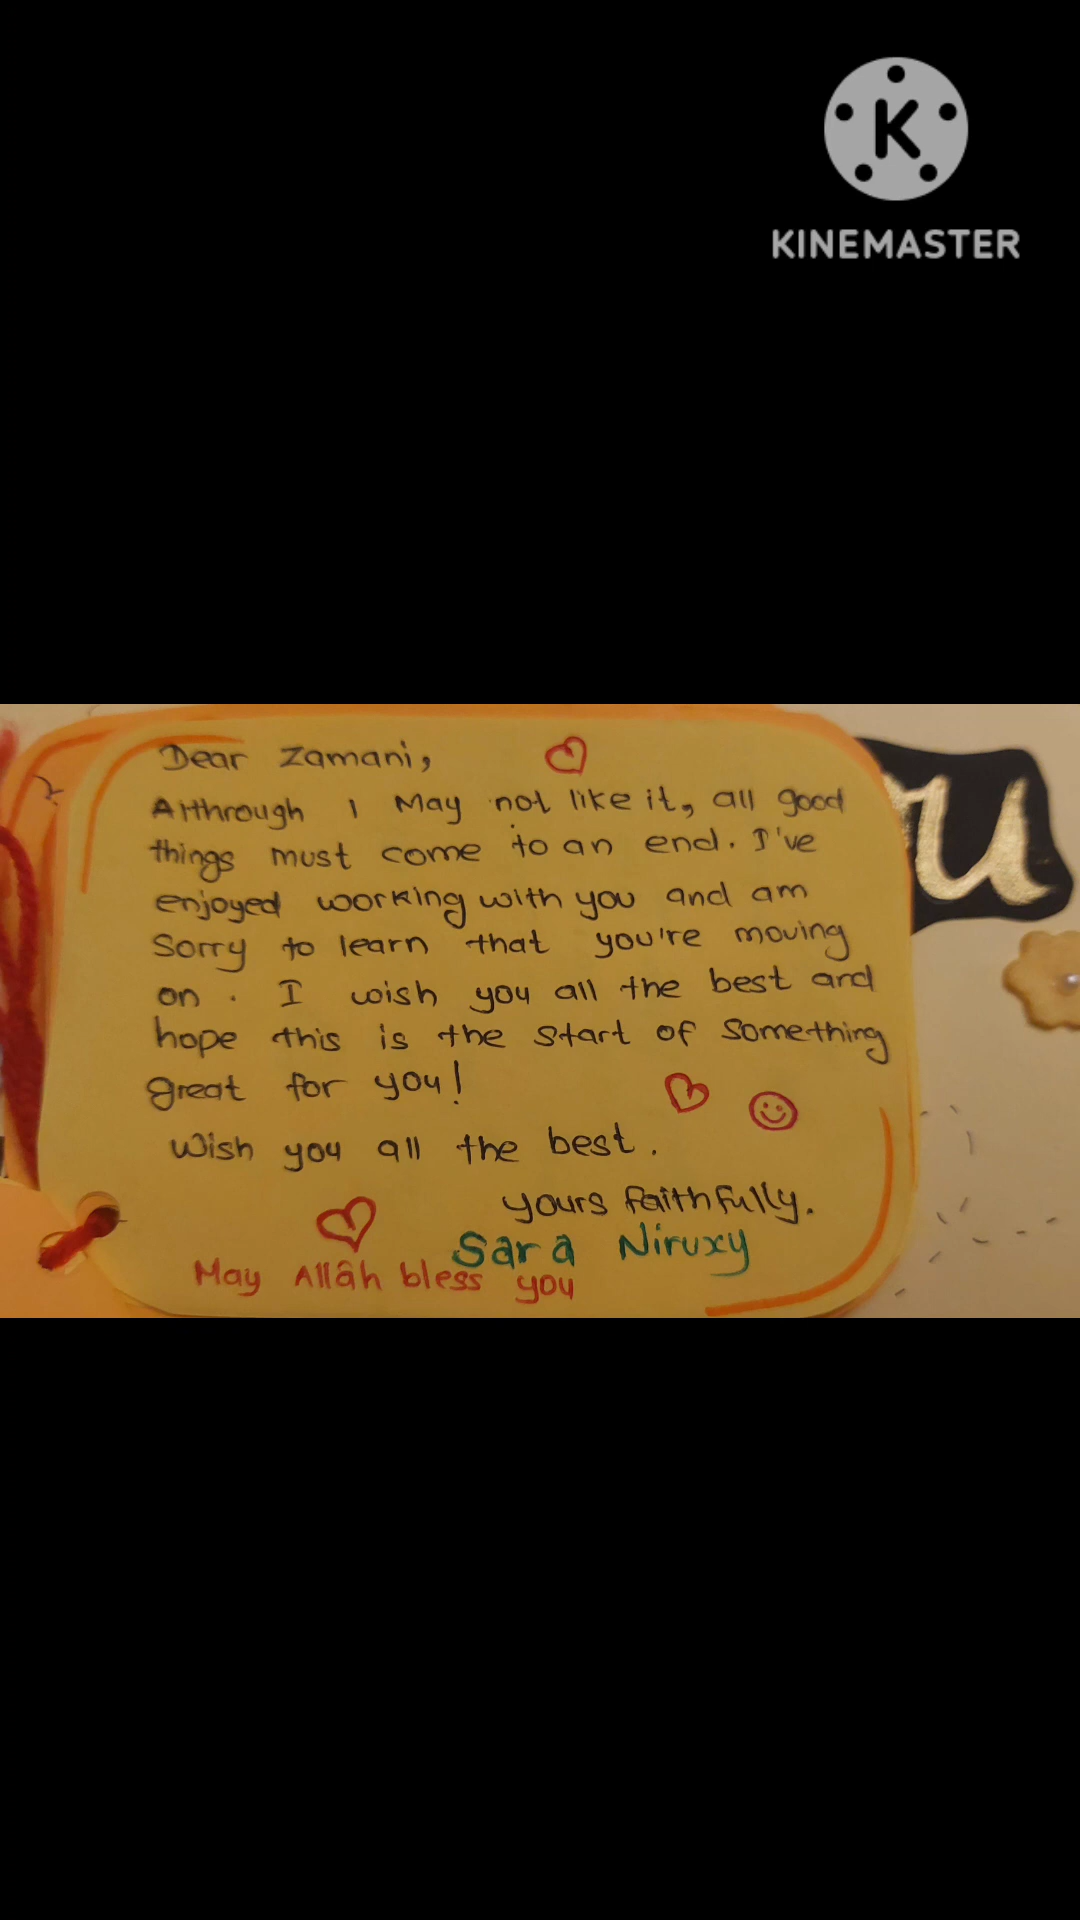 K
KINEMASTER
Dear Zamani,
Althrough I May not like it, all good
things must come to an end. I've
enjoyed working with you and am
Sorry to learn that you're moving
on. I wish you all the best and
hope this is the start of something
great for you!
Wish you all the best.
yours faithfully.
Sara Niruxy
May Allâh bless you
u